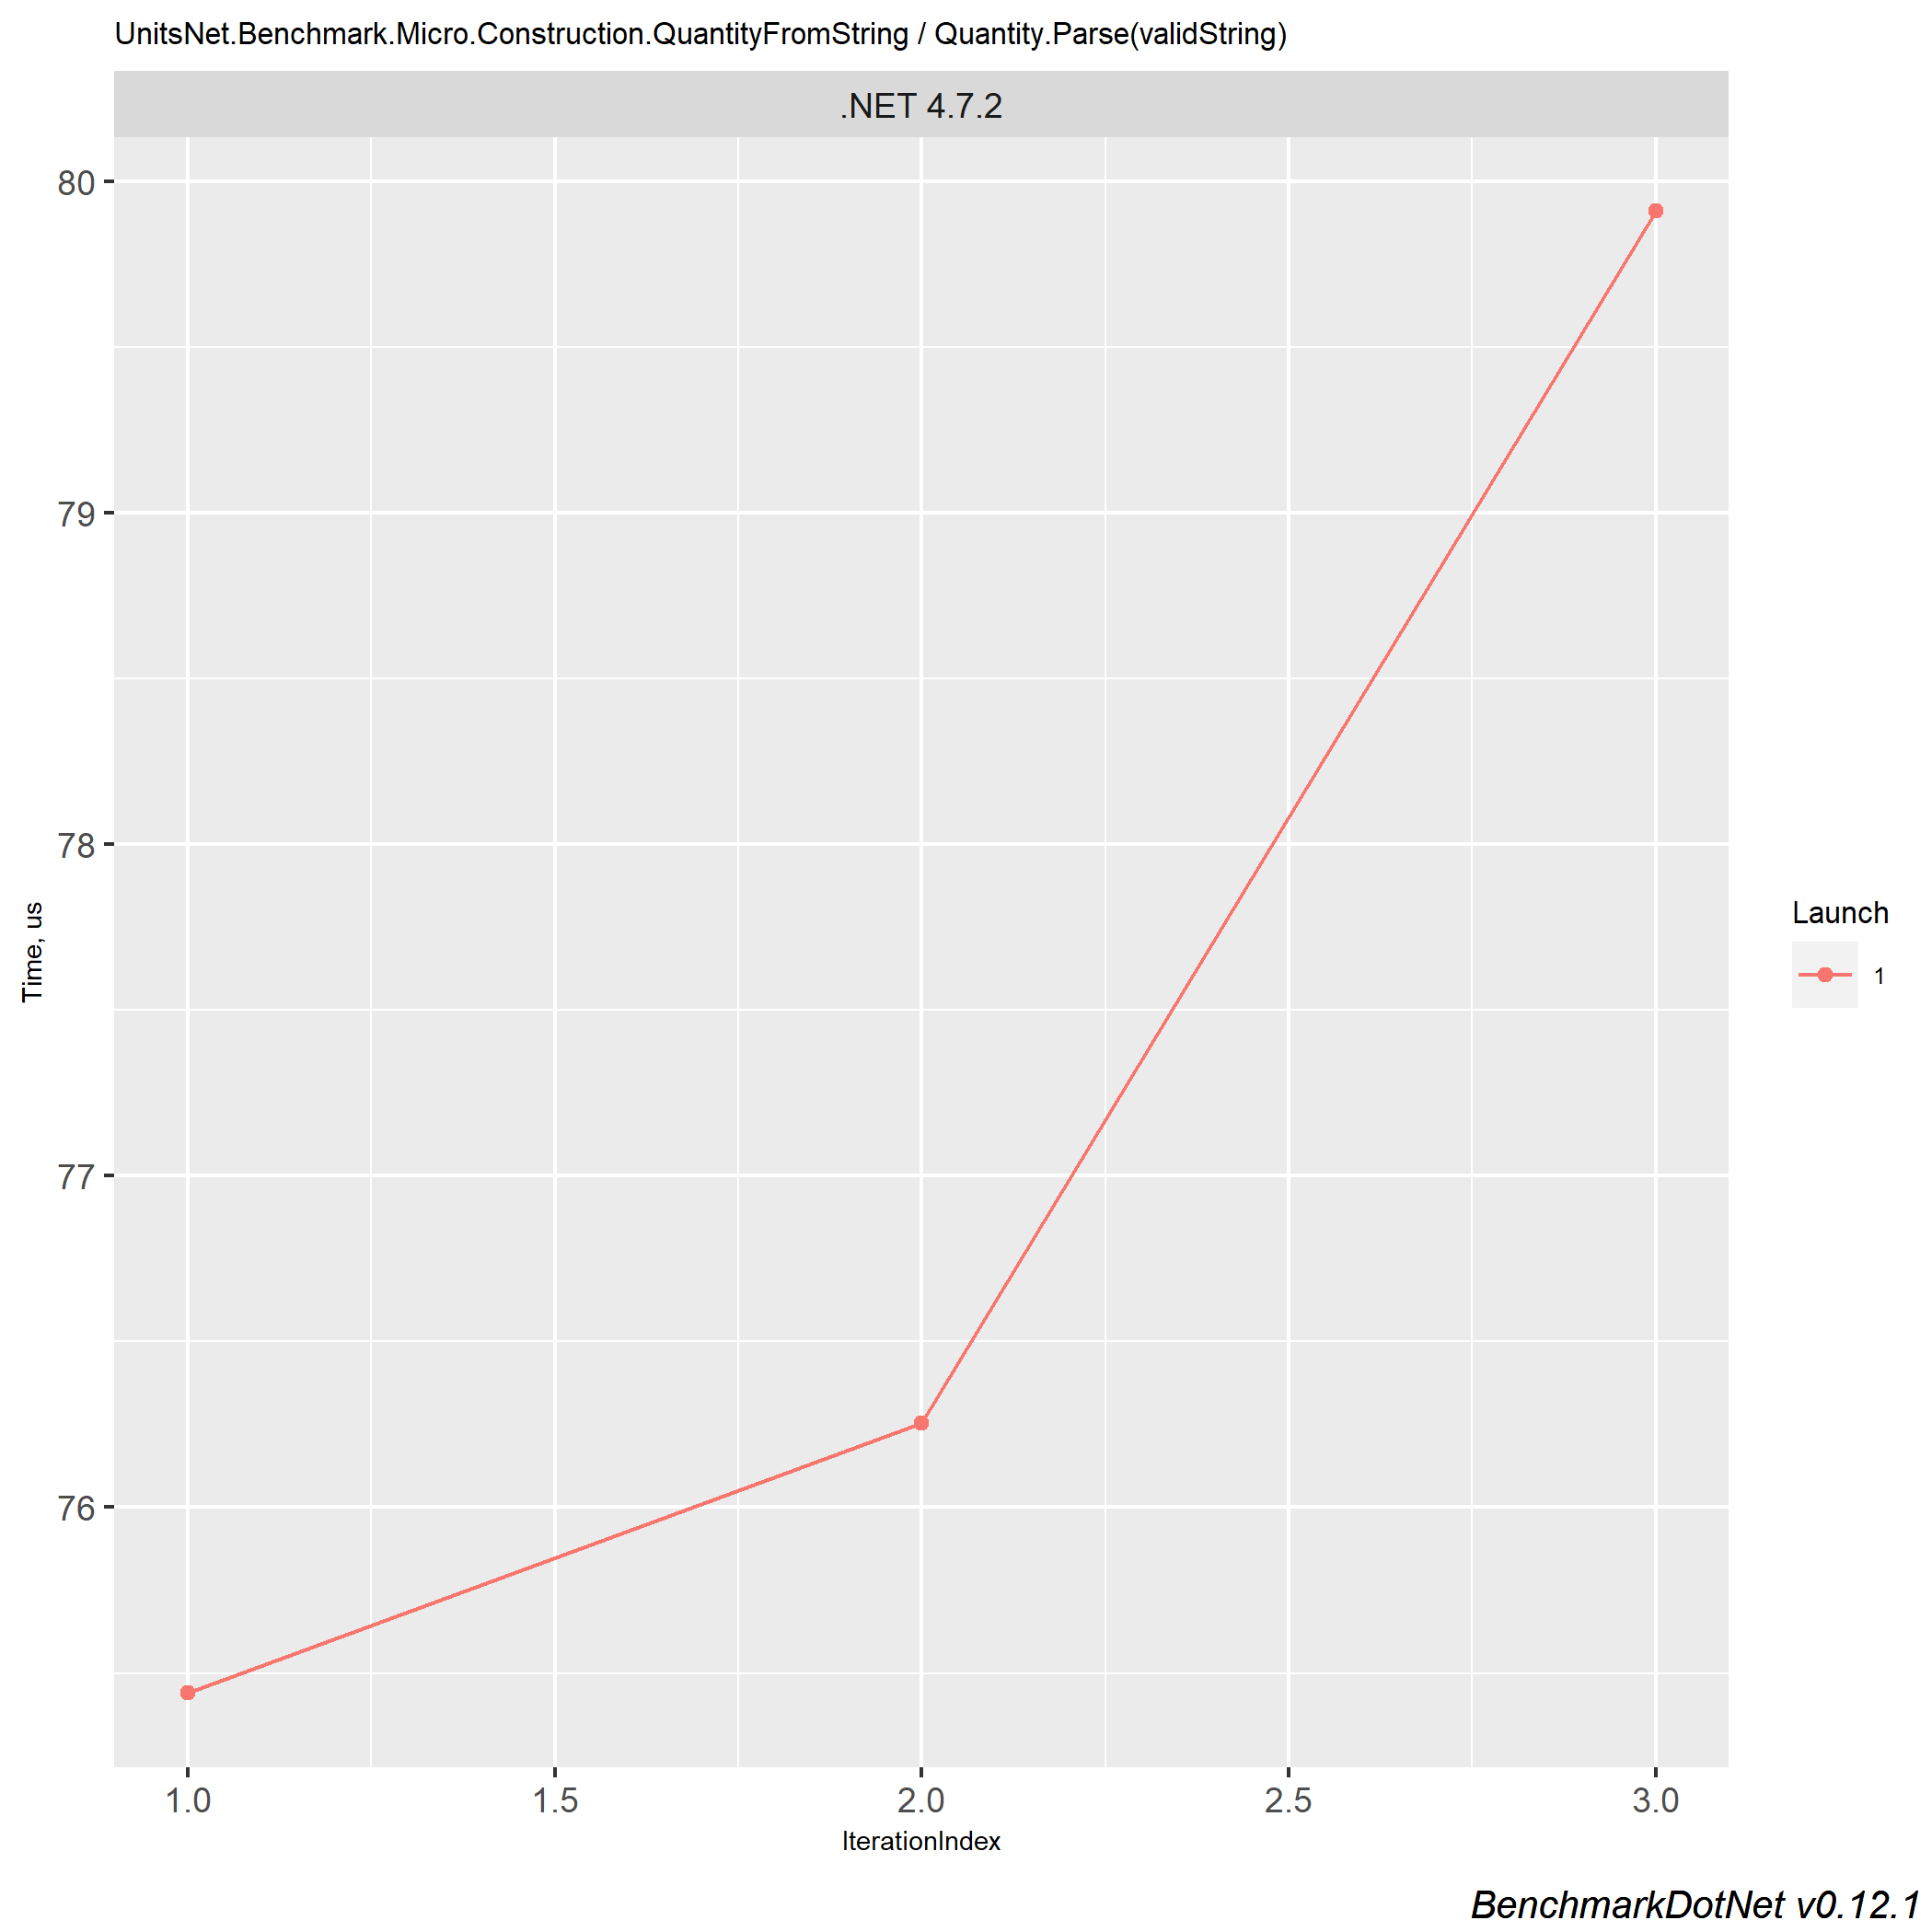 UnitsNet.Benchmark.Micro.Construction.QuantityFromString / Quantity.Parse(validString)
.NET 4.7.2
80
79
78
77
76
Time, us
1.0 1.5 2.0 2.5 3.0
IterationIndex
Launch
1
BenchmarkDotNet v0.12.1